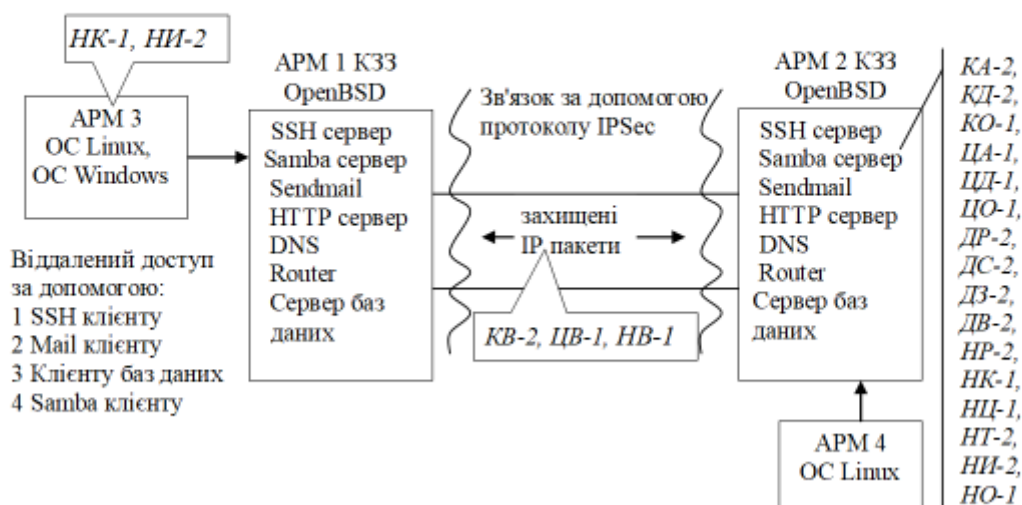 НК-1, НИ-2
АРМ 3
ОС Linux,
ОС Windows
Віддалений доступ
за допомогою:
1 SSH клієнту
2 Mail клієнту
3 Клієнту баз даних
4 Samba клієнту
АРМ 1 КЗЗ
OpenBSD
SSH сервер
Samba сервер
Sendmail
HTTP сервер
DNS
Router
Сервер баз
даних
Зв'язок за допомогою
протоколу IPSec
захищені
IP пакети
КВ-2, ЦВ-1, НВ-1
АРМ 2 КЗЗ
OpenBSD
SSH сервер
Samba сервер
Sendmail
HTTP сервер
DNS
Router
Сервер баз
даних
АРМ 4
ОС Linux
КА-2,
КД-2,
КО-1,
ЦА-1,
ЦД-1,
ЦО-1,
ДР-2,
ДС-2,
ДЗ-2,
ДВ-2,
НР-2,
НК-1,
НЦ-1,
НТ-2,
НИ-2,
НО-1